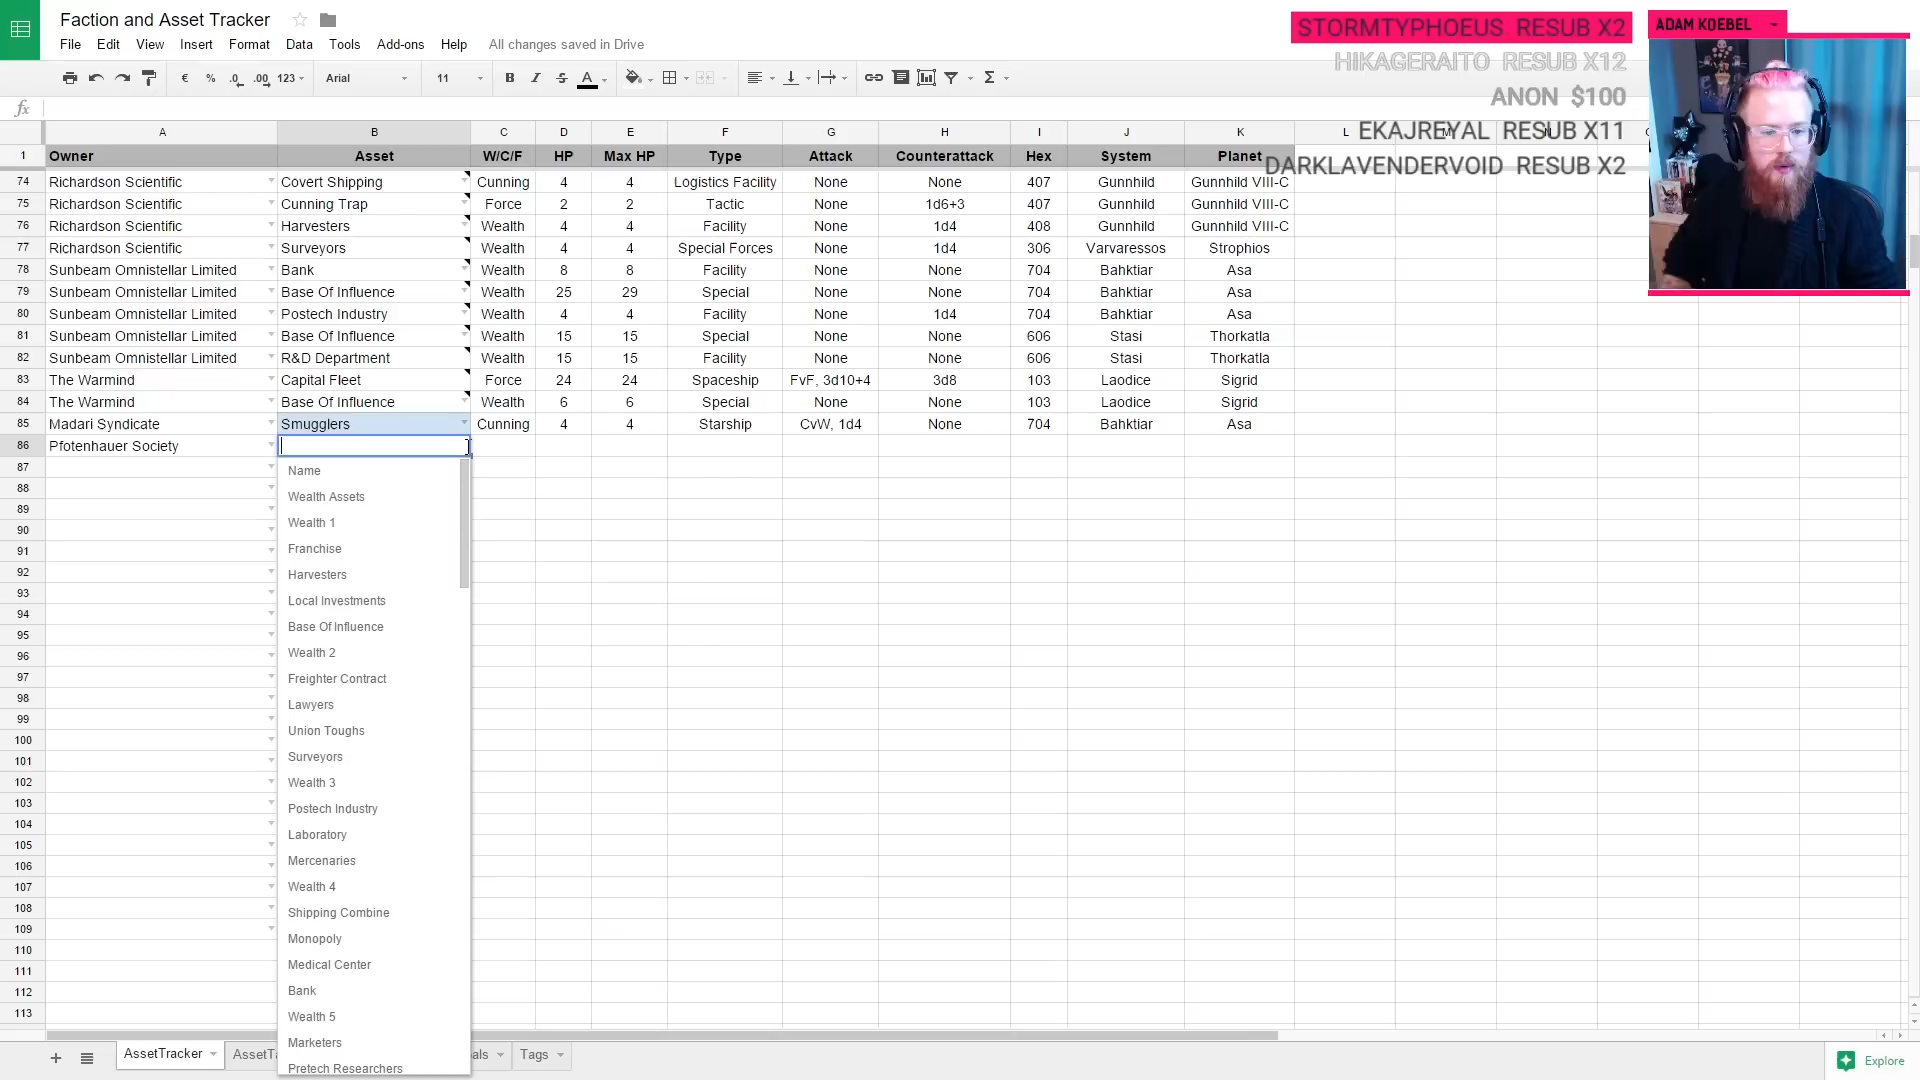 Faction and Asset Tracker
File Edit View Insert Format Data Tools Add-ons Help All changes saved in Drive
€ % .0 .00 123 Arial 11 B I S A Σ
STORMTYPHOEUS RESUB X2
HIKAGERAITO RESUB X12
ANON $100
EKAJREYAL RESUB X11
DARKLAVENDERVOID RESUB X2
ADAM KOEBEL
fx
A B C D E F G H I J K L M N
1 Owner Asset W/C/F HP Max HP Type Attack Counterattack Hex System Planet
74 Richardson Scientific Covert Shipping Cunning 4 4 Logistics Facility None None 407 Gunnhild Gunnhild VIII-C
75 Richardson Scientific Cunning Trap Force 2 2 Tactic None 1d6+3 407 Gunnhild Gunnhild VIII-C
76 Richardson Scientific Harvesters Wealth 4 4 Facility None 1d4 408 Gunnhild Gunnhild VIII-C
77 Richardson Scientific Surveyors Wealth 4 4 Special Forces None 1d4 306 Varvaressos Strophios
78 Sunbeam Omnistellar Limited Bank Wealth 8 8 Facility None None 704 Bahktiar Asa
79 Sunbeam Omnistellar Limited Base Of Influence Wealth 25 29 Special None None 704 Bahktiar Asa
80 Sunbeam Omnistellar Limited Postech Industry Wealth 4 4 Facility None 1d4 704 Bahktiar Asa
81 Sunbeam Omnistellar Limited Base Of Influence Wealth 15 15 Special None None 606 Stasi Thorkatla
82 Sunbeam Omnistellar Limited R&D Department Wealth 15 15 Facility None None 606 Stasi Thorkatla
83 The Warmind Capital Fleet Force 24 24 Spaceship FvF, 3d10+4 3d8 103 Laodice Sigrid
84 The Warmind Base Of Influence Wealth 6 6 Special None None 103 Laodice Sigrid
85 Madari Syndicate Smugglers Cunning 4 4 Starship CvW, 1d4 None 704 Bahktiar Asa
86 Pfotenhauer Society
87
88
89
90
91
92
93
94
95
96
97
98
99
100
101
102
103
104
105
106
107
108
109
110
111
112
113
Name
Wealth Assets
Wealth 1
Franchise
Harvesters
Local Investments
Base Of Influence
Wealth 2
Freighter Contract
Lawyers
Union Toughs
Surveyors
Wealth 3
Postech Industry
Laboratory
Mercenaries
Wealth 4
Shipping Combine
Monopoly
Medical Center
Bank
Wealth 5
Marketers
Pretech Researchers
AssetTracker AssetT als Tags
Explore